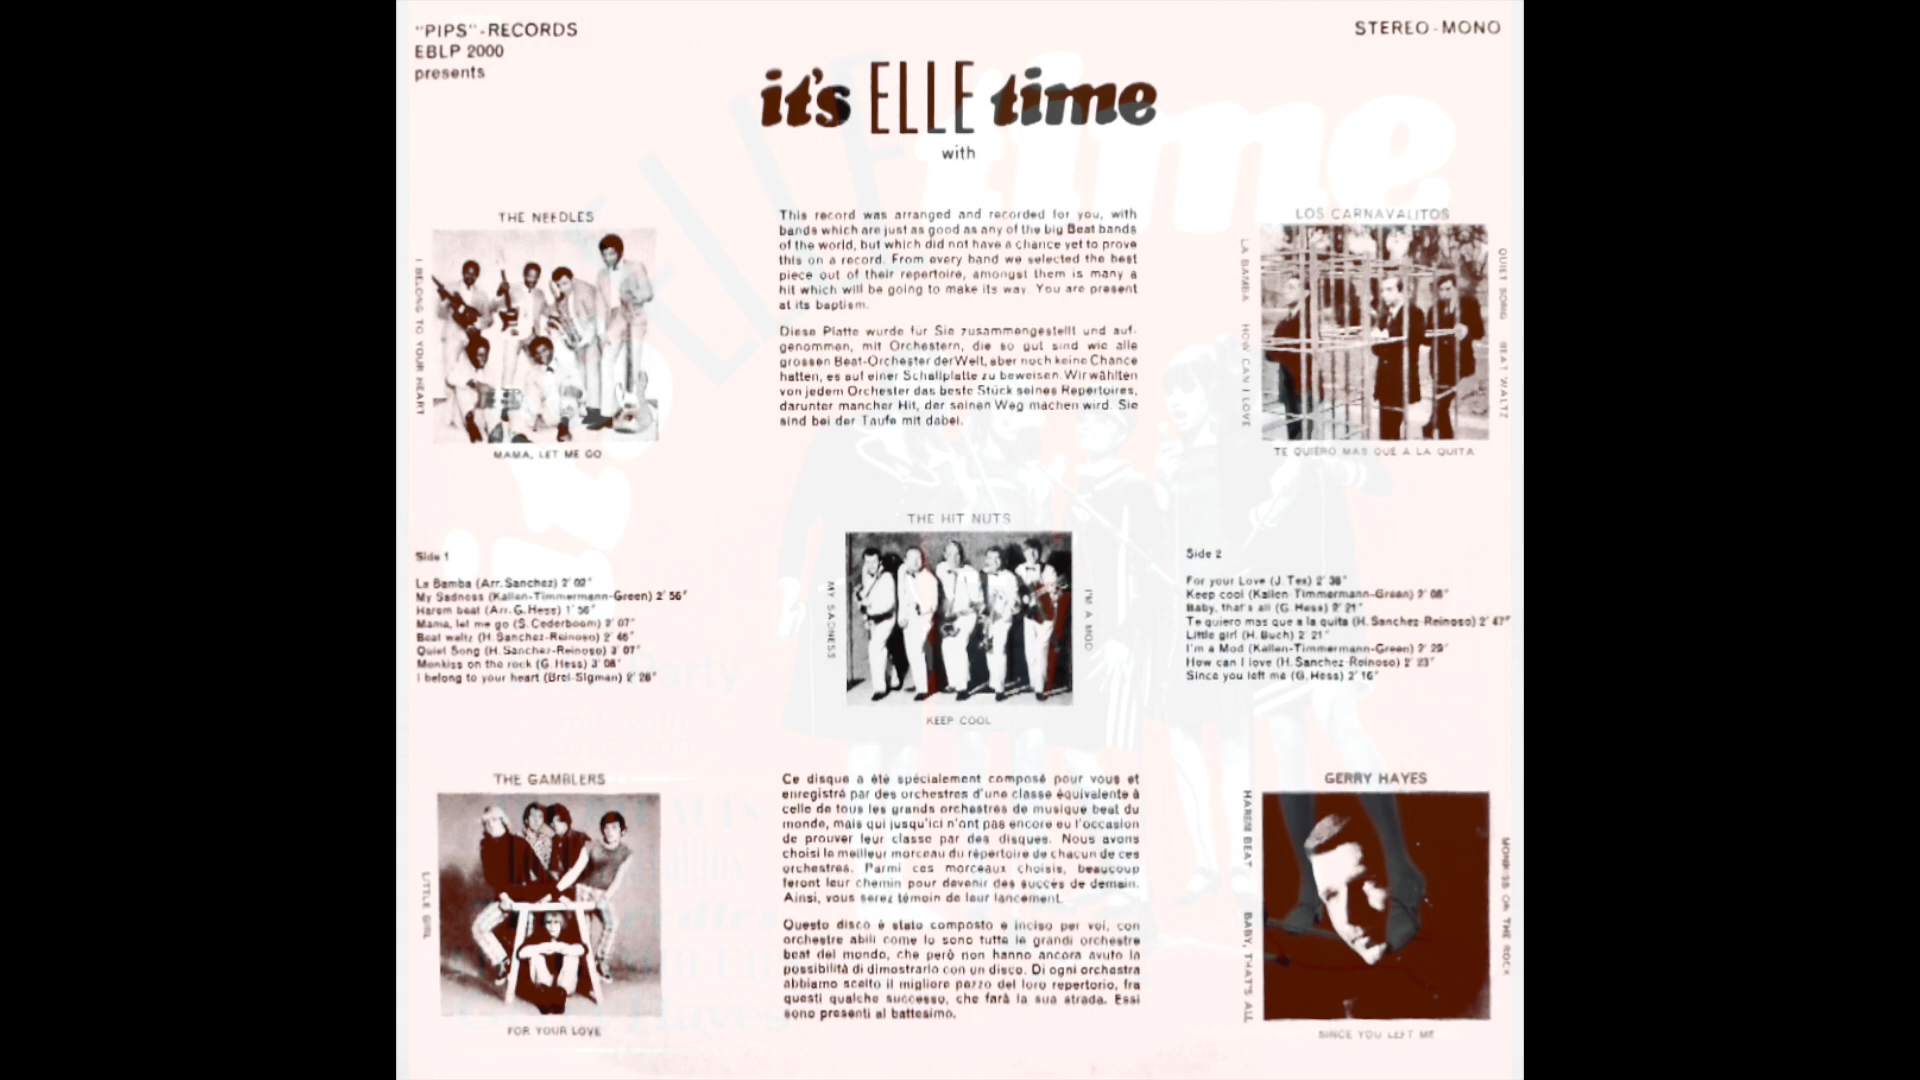 "PIPS"-RECORDS
EBLP 2000
presents
STEREO-MONO
it's ELLE time
with
THE NEEDLES
I BELONG TO YOUR HEART
MAMA, LET ME GO
This record was arranged and recorded for you, with
bands which are just as good as any of the big Beat bands
of the world, but which did not have a chance yet to prove
this on a record. From every band we selected the best
piece out of their repertoire, amongst them is many a
hit which will be going to make its way. You are present
at its baptism.
Diese Platte wurde für Sie zusammengestellt und auf-
genommen, mit Orchestern, die so gut sind wie alle
grossen Beat-Orchester der Welt, aber noch keine Chance
hatten, es auf einer Schallplatte zu beweisen. Wir wählten
von jedem Orchester das beste Stück seines Repertoires,
darunter mancher Hit, der seinen Weg machen wird. Sie
sind bei der Taufe mit dabei.
LOS CARNAVALITOS
LA BAMBA HOW CAN I LOVE
QUIET SONG BEAT WALTZ
TE QUIERO MAS QUE A LA QUITA
THE HIT NUTS
MY SADNESS
I'M A MOD
KEEP COOL
Side 1
La Bamba (Arr. Sanchez) 2' 02"
My Sadness (Kallen-Timmermann-Green) 2' 56"
Harem beat (Arr. G. Hess) 1' 56"
Mama, let me go (S. Cederboom) 2' 07"
Beat waltz (H. Sanchez-Reinoso) 2' 46"
Quiet Song (H. Sanchez-Reinoso) 3' 07"
Monkiss on the rock (G. Hess) 3' 08"
I belong to your heart (Brel-Sigman) 2' 26"
Side 2
For your Love (J. Tex) 2' 38"
Keep cool (Kallen-Timmermann-Green) 2' 08"
Baby, that's all (G. Hess) 2' 21"
Te quiero mas que a la quita (H. Sanchez-Reinoso) 2' 47"
Little girl (H. Buch) 2' 21"
I'm a Mod (Kallen-Timmermann-Green) 2' 29"
How can I love (H. Sanchez-Reinoso) 2' 23"
Since you left me (G. Hess) 2' 16"
THE GAMBLERS
LITTLE GIRL
FOR YOUR LOVE
Ce disque a été spécialement composé pour vous et
enregistré par des orchestres d'une classe équivalente à
celle de tous les grands orchestres de musique beat du
monde, mais qui jusqu'ici n'ont pas encore eu l'occasion
de prouver leur classe par des disques. Nous avons
choisi le meilleur morceau du répertoire de chacun de ces
orchestres. Parmi ces morceaux choisis, beaucoup
feront leur chemin pour devenir des succès de demain.
Ainsi, vous serez témoin de leur lancement.
Questo disco è stato composto e inciso per voi, con
orchestre abili come lo sono tutte le grandi orchestre
beat del mondo, che però non hanno ancora avuto la
possibilità di dimostrarlo con un disco. Di ogni orchestra
abbiamo scelto il migliore pezzo del loro repertorio, fra
questi qualche successo, che farà la sua strada. Essi
sono presenti al battesimo.
GERRY HAYES
HAREM BEAT BABY, THAT'S ALL
MONKISS ON THE ROCK
SINCE YOU LEFT ME
time
Party
mit with